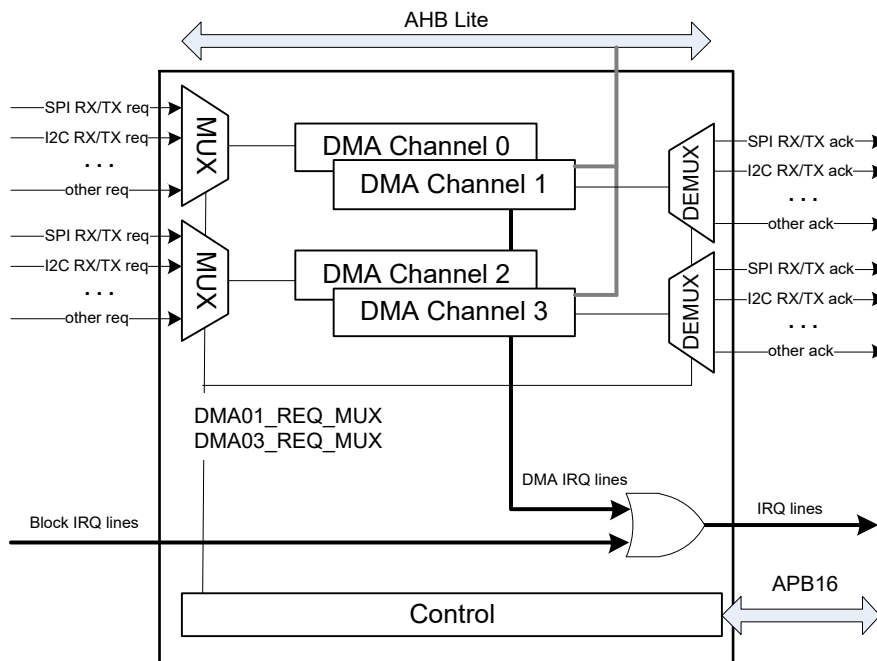 AHB Lite
SPI RX/TX req
I2C RX/TX req
. . .
other req
MUX
DMA Channel 0
DMA Channel 1
DEMUX
SPI RX/TX ack
I2C RX/TX ack
. . .
other ack
SPI RX/TX req
I2C RX/TX req
. . .
other req
MUX
DMA Channel 2
DMA Channel 3
DEMUX
SPI RX/TX ack
I2C RX/TX ack
. . .
other ack
DMA01_REQ_MUX
DMA03_REQ_MUX
DMA IRQ lines
Block IRQ lines
IRQ lines
APB16
Control